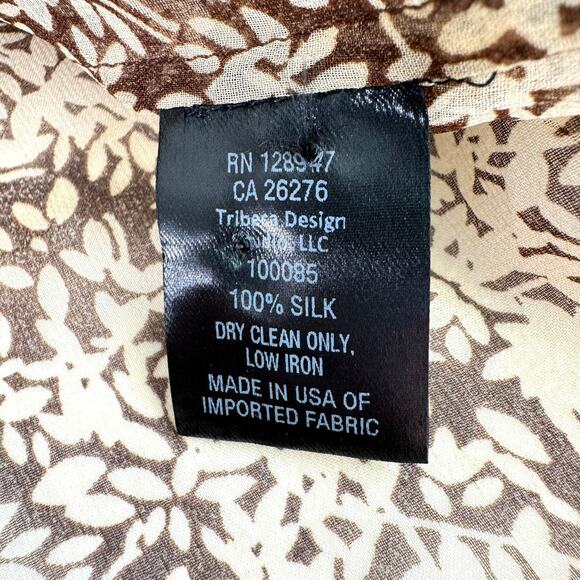 RN 128947
CA 26276
Tribeca Design
Studio, LLC
100085
100% SILK
DRY CLEAN ONLY,
LOW IRON
MADE IN USA OF
IMPORTED FABRIC